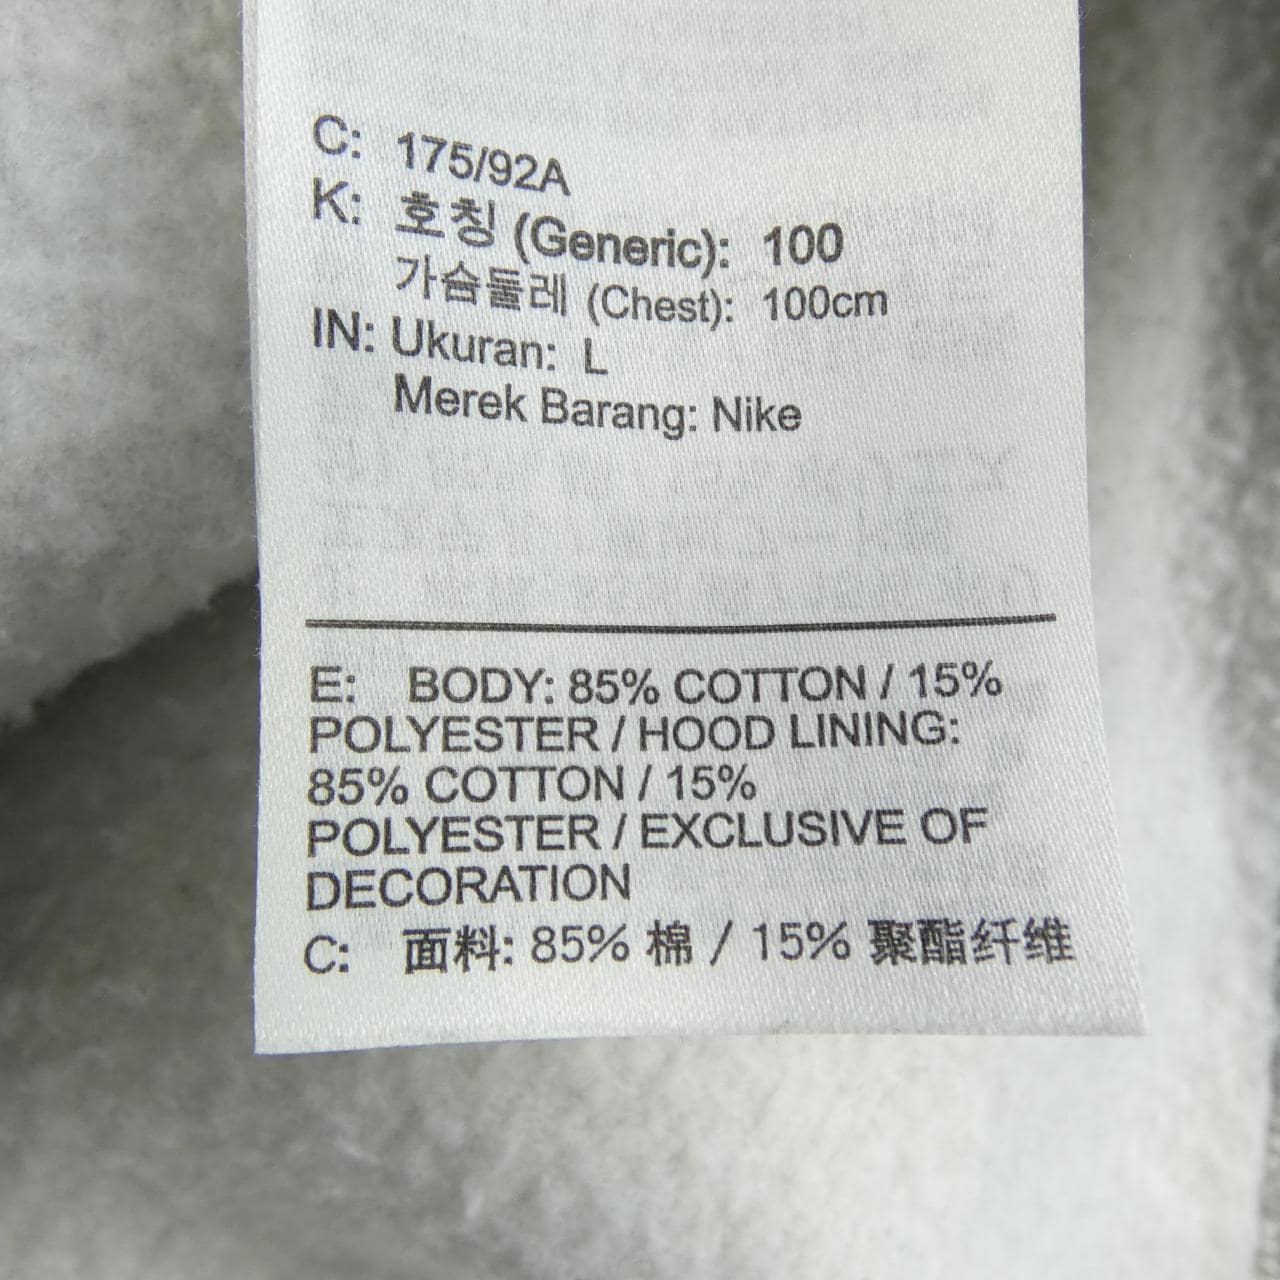 C: 175/92A
K: 호칭 (Generic): 100
가슴둘레 (Chest): 100cm
IN: Ukuran: L
Merek Barang: Nike
E: BODY: 85% COTTON / 15%
POLYESTER / HOOD LINING:
85% COTTON / 15%
POLYESTER / EXCLUSIVE OF
DECORATION
C: 面料: 85% 棉 / 15% 聚酯纤维